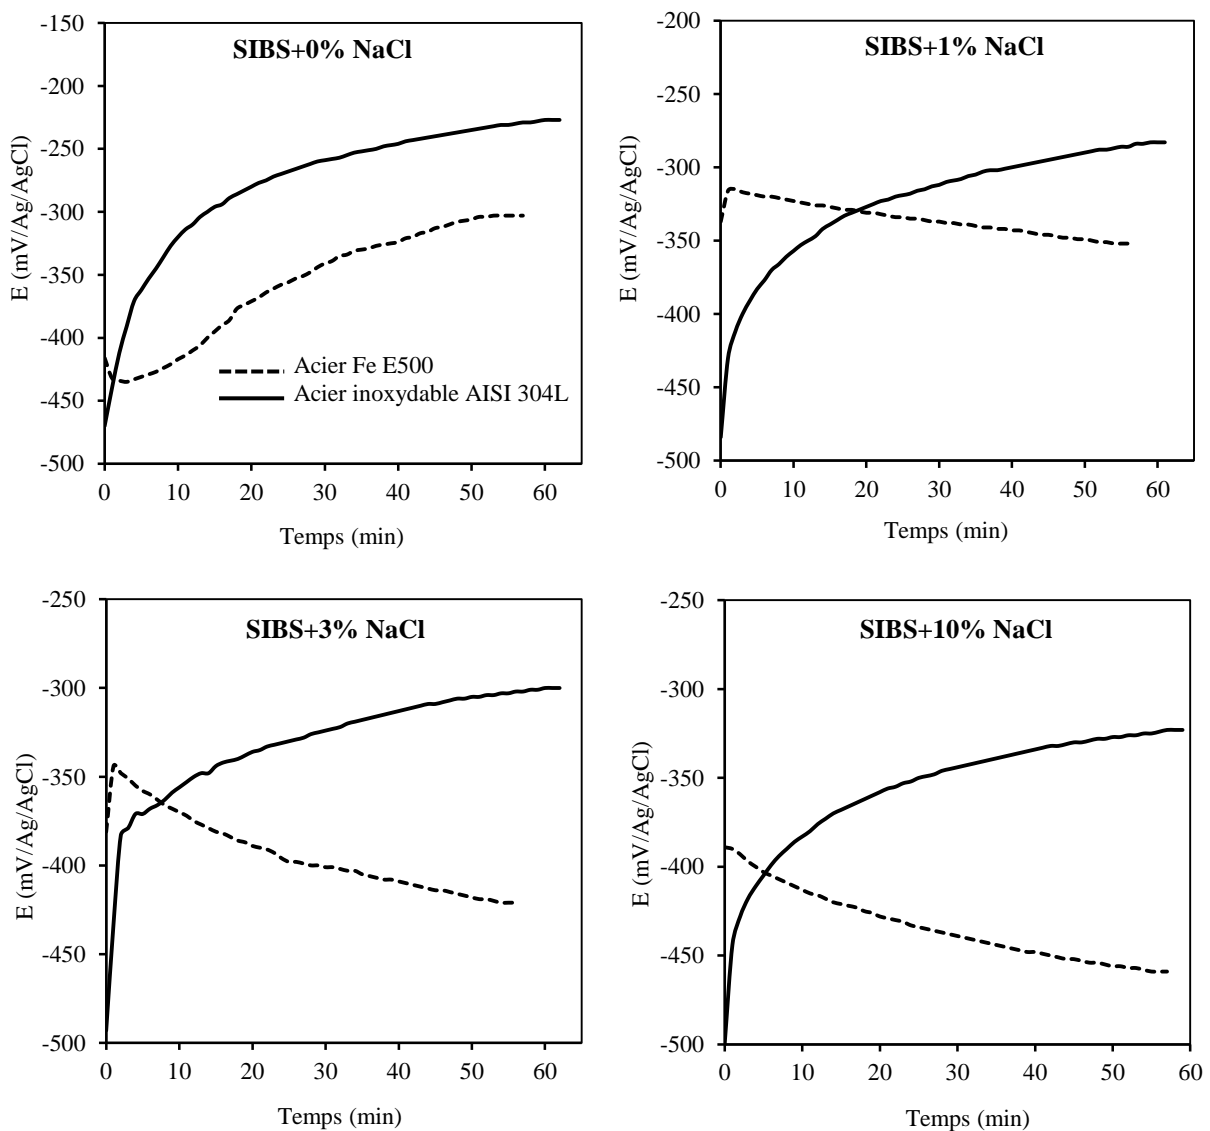 SIBS+0% NaCl
E (mV/Ag/AgCl)
-150
-200
-250
-300
-350
-400
-450
-500
Acier Fe E500
Acier inoxydable AISI 304L
0 10 20 30 40 50 60
Temps (min)
SIBS+1% NaCl
E (mV/Ag/AgCl)
-200
-250
-300
-350
-400
-450
-500
0 10 20 30 40 50 60
Temps (min)
SIBS+3% NaCl
E (mV/Ag/AgCl)
-250
-300
-350
-400
-450
-500
0 10 20 30 40 50 60
Temps (min)
SIBS+10% NaCl
E (mV/Ag/AgCl)
-250
-300
-350
-400
-450
-500
0 10 20 30 40 50 60
Temps (min)